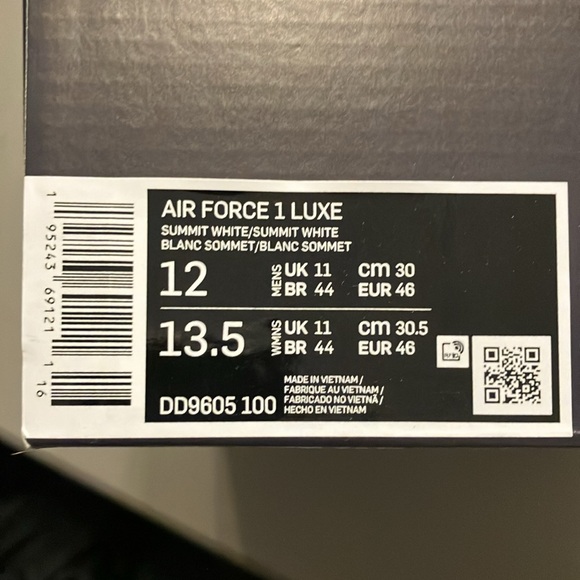 1 95243 69121 1 16
AIR FORCE 1 LUXE
SUMMIT WHITE/SUMMIT WHITE
BLANC SOMMET/BLANC SOMMET
12 MENS UK 11 cm 30
BR 44 EUR 46
13.5 WMNS UK 11 cm 30.5
BR 44 EUR 46
DD9605 100
MADE IN VIETNAM /
FABRIQUE AU VIETNAM /
FABRICADO NO VIETNÃ /
HECHO EN VIETNAM